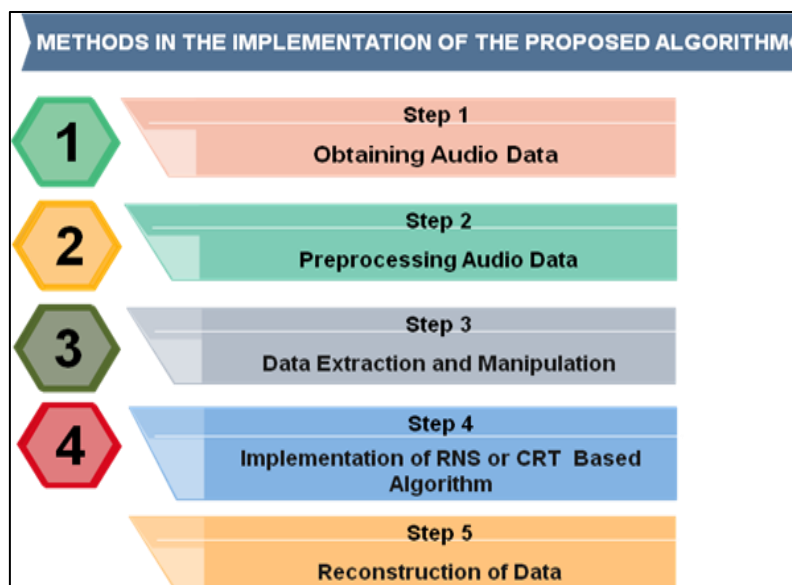 METHODS IN THE IMPLEMENTATION OF THE PROPOSED ALGORITHM
1
Step 1
Obtaining Audio Data
2
Step 2
Preprocessing Audio Data
3
Step 3
Data Extraction and Manipulation
4
Step 4
Implementation of RNS or CRT Based
Algorithm
Step 5
Reconstruction of Data